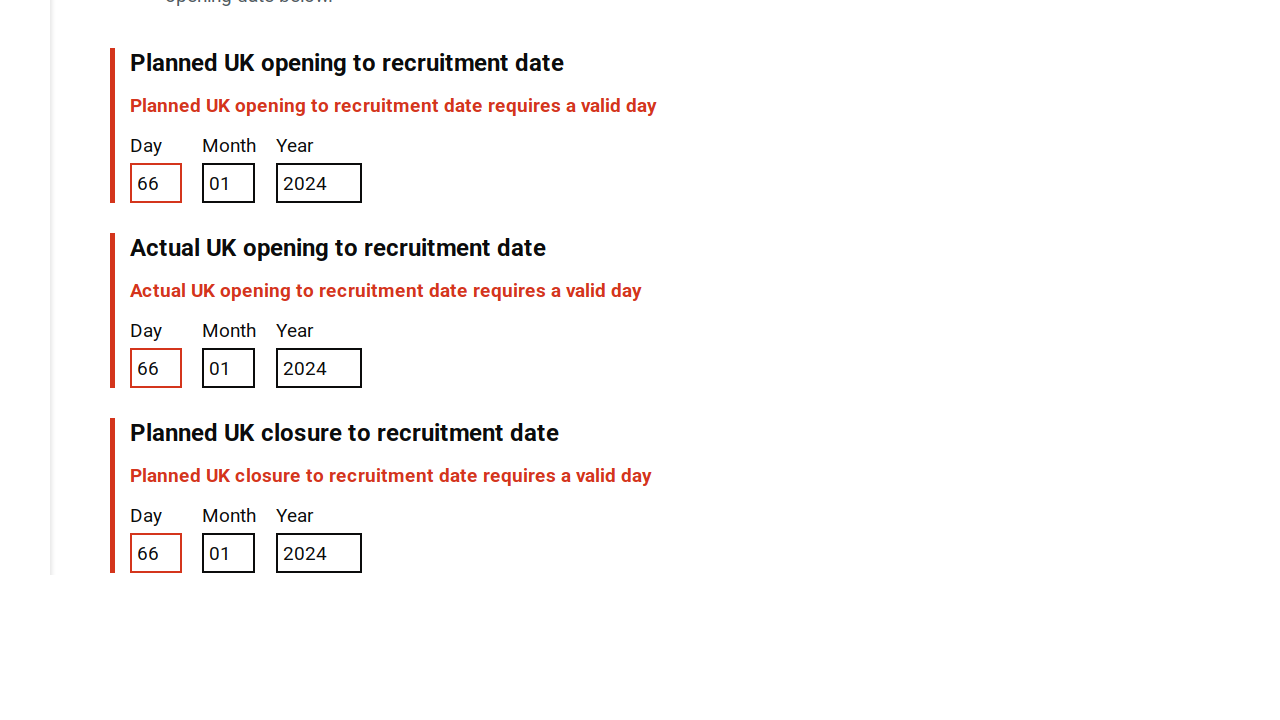 opening date below.
Planned UK opening to recruitment date
Planned UK opening to recruitment date requires a valid day
Day Month Year
66 01 2024
Actual UK opening to recruitment date
Actual UK opening to recruitment date requires a valid day
Day Month Year
66 01 2024
Planned UK closure to recruitment date
Planned UK closure to recruitment date requires a valid day
Day Month Year
66 01 2024